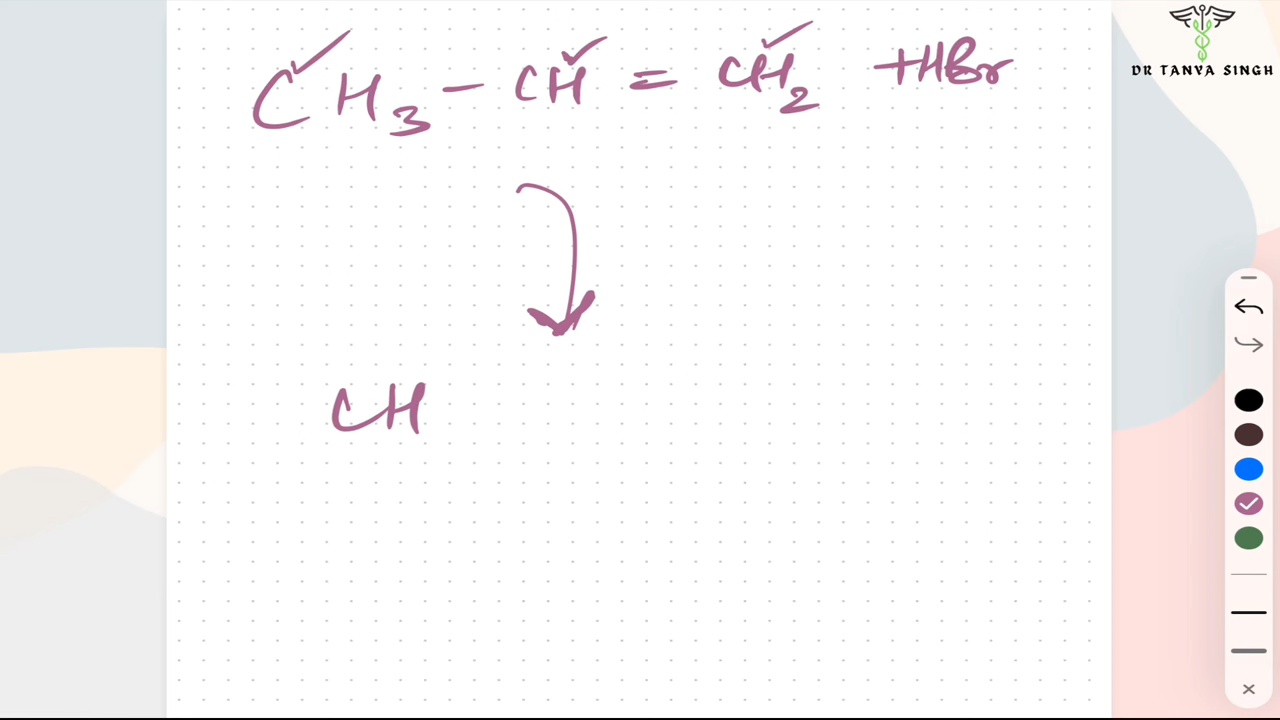 CH3 - CH = CH2 + HBr
DR TANYA SINGH
CH